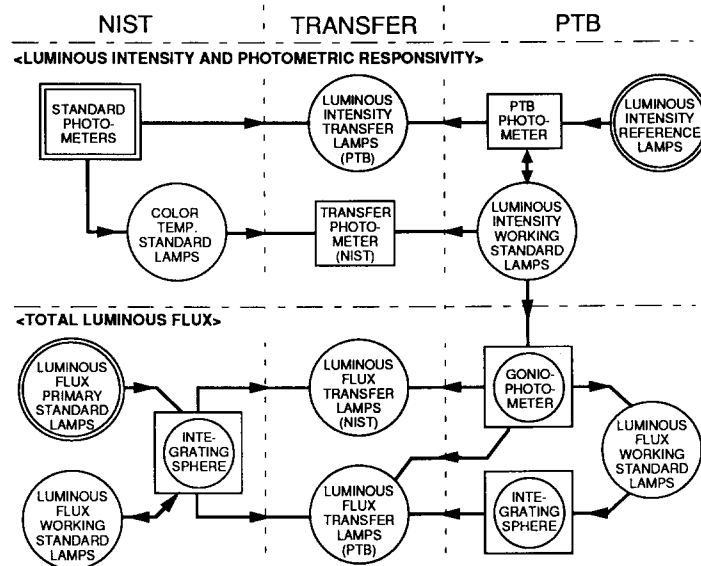 NIST TRANSFER PTB
<LUMINOUS INTENSITY AND PHOTOMETRIC RESPONSIVITY>
STANDARD
PHOTO-
METERS
LUMINOUS
INTENSITY
TRANSFER
LAMPS
(PTB)
PTB
PHOTO-
METER
LUMINOUS
INTENSITY
REFERENCE
LAMPS
COLOR
TEMP.
STANDARD
LAMPS
TRANSFER
PHOTO-
METER
(NIST)
LUMINOUS
INTENSITY
WORKING
STANDARD
LAMPS
<TOTAL LUMINOUS FLUX>
LUMINOUS
FLUX
PRIMARY
STANDARD
LAMPS
INTE-
GRATING
SPHERE
LUMINOUS
FLUX
TRANSFER
LAMPS
(NIST)
GONIO-
PHOTO-
METER
LUMINOUS
FLUX WORKING
STANDARD
LAMPS
LUMINOUS
FLUX
WORKING
STANDARD
LAMPS
LUMINOUS
FLUX
TRANSFER
LAMPS
(PTB)
INTE-
GRATING
SPHERE